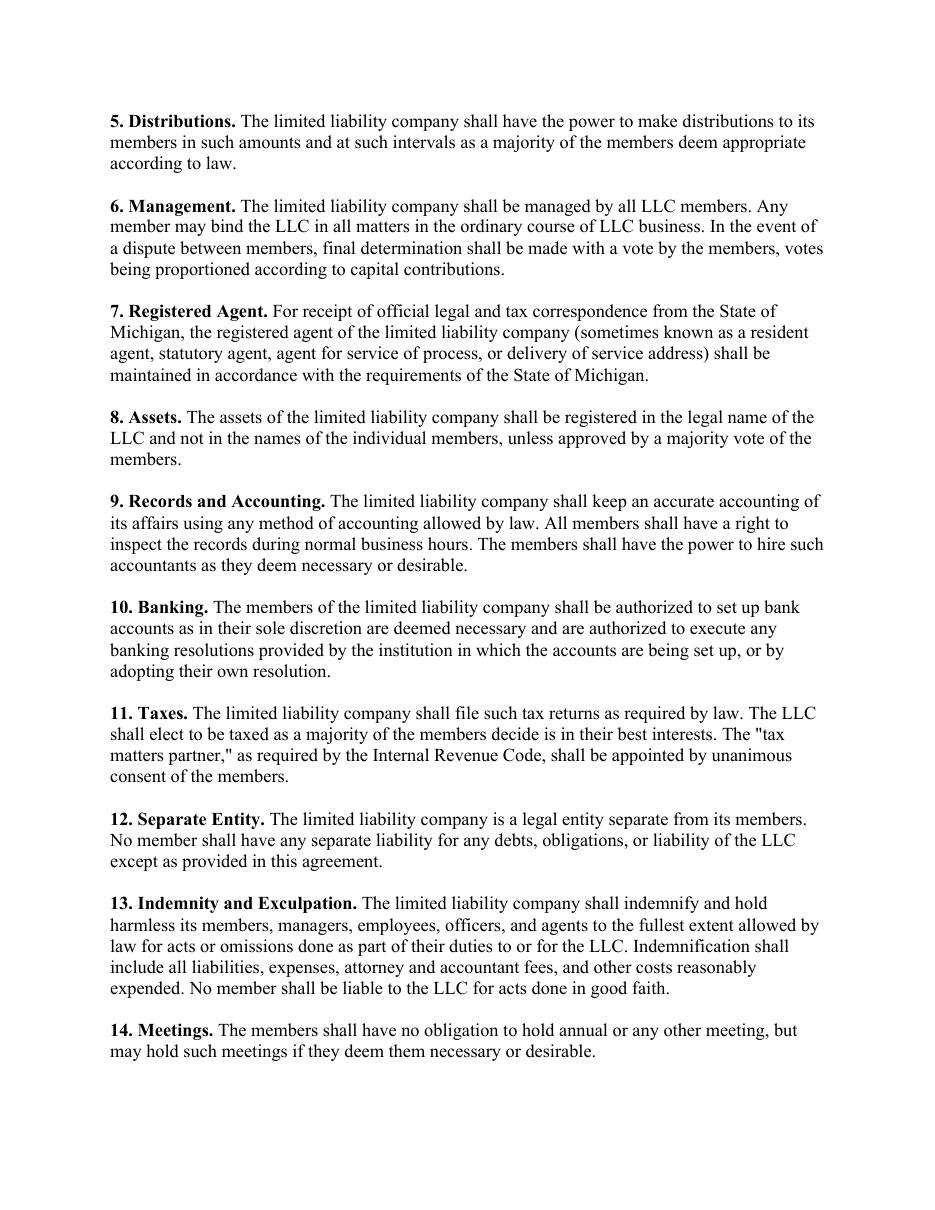 5. Distributions. The limited liability company shall have the power to make distributions to its
members in such amounts and at such intervals as a majority of the members deem appropriate
according to law.
6. Management. The limited liability company shall be managed by all LLC members. Any
member may bind the LLC in all matters in the ordinary course of LLC business. In the event of
a dispute between members, final determination shall be made with a vote by the members, votes
being proportioned according to capital contributions.
7. Registered Agent. For receipt of official legal and tax correspondence from the State of
Michigan, the registered agent of the limited liability company (sometimes known as a resident
agent, statutory agent, agent for service of process, or delivery of service address) shall be
maintained in accordance with the requirements of the State of Michigan.
8. Assets. The assets of the limited liability company shall be registered in the legal name of the
LLC and not in the names of the individual members, unless approved by a majority vote of the
members.
9. Records and Accounting. The limited liability company shall keep an accurate accounting of
its affairs using any method of accounting allowed by law. All members shall have a right to
inspect the records during normal business hours. The members shall have the power to hire such
accountants as they deem necessary or desirable.
10. Banking. The members of the limited liability company shall be authorized to set up bank
accounts as in their sole discretion are deemed necessary and are authorized to execute any
banking resolutions provided by the institution in which the accounts are being set up, or by
adopting their own resolution.
11. Taxes. The limited liability company shall file such tax returns as required by law. The LLC
shall elect to be taxed as a majority of the members decide is in their best interests. The "tax
matters partner," as required by the Internal Revenue Code, shall be appointed by unanimous
consent of the members.
12. Separate Entity. The limited liability company is a legal entity separate from its members.
No member shall have any separate liability for any debts, obligations, or liability of the LLC
except as provided in this agreement.
13. Indemnity and Exculpation. The limited liability company shall indemnify and hold
harmless its members, managers, employees, officers, and agents to the fullest extent allowed by
law for acts or omissions done as part of their duties to or for the LLC. Indemnification shall
include all liabilities, expenses, attorney and accountant fees, and other costs reasonably
expended. No member shall be liable to the LLC for acts done in good faith.
14. Meetings. The members shall have no obligation to hold annual or any other meeting, but
may hold such meetings if they deem them necessary or desirable.